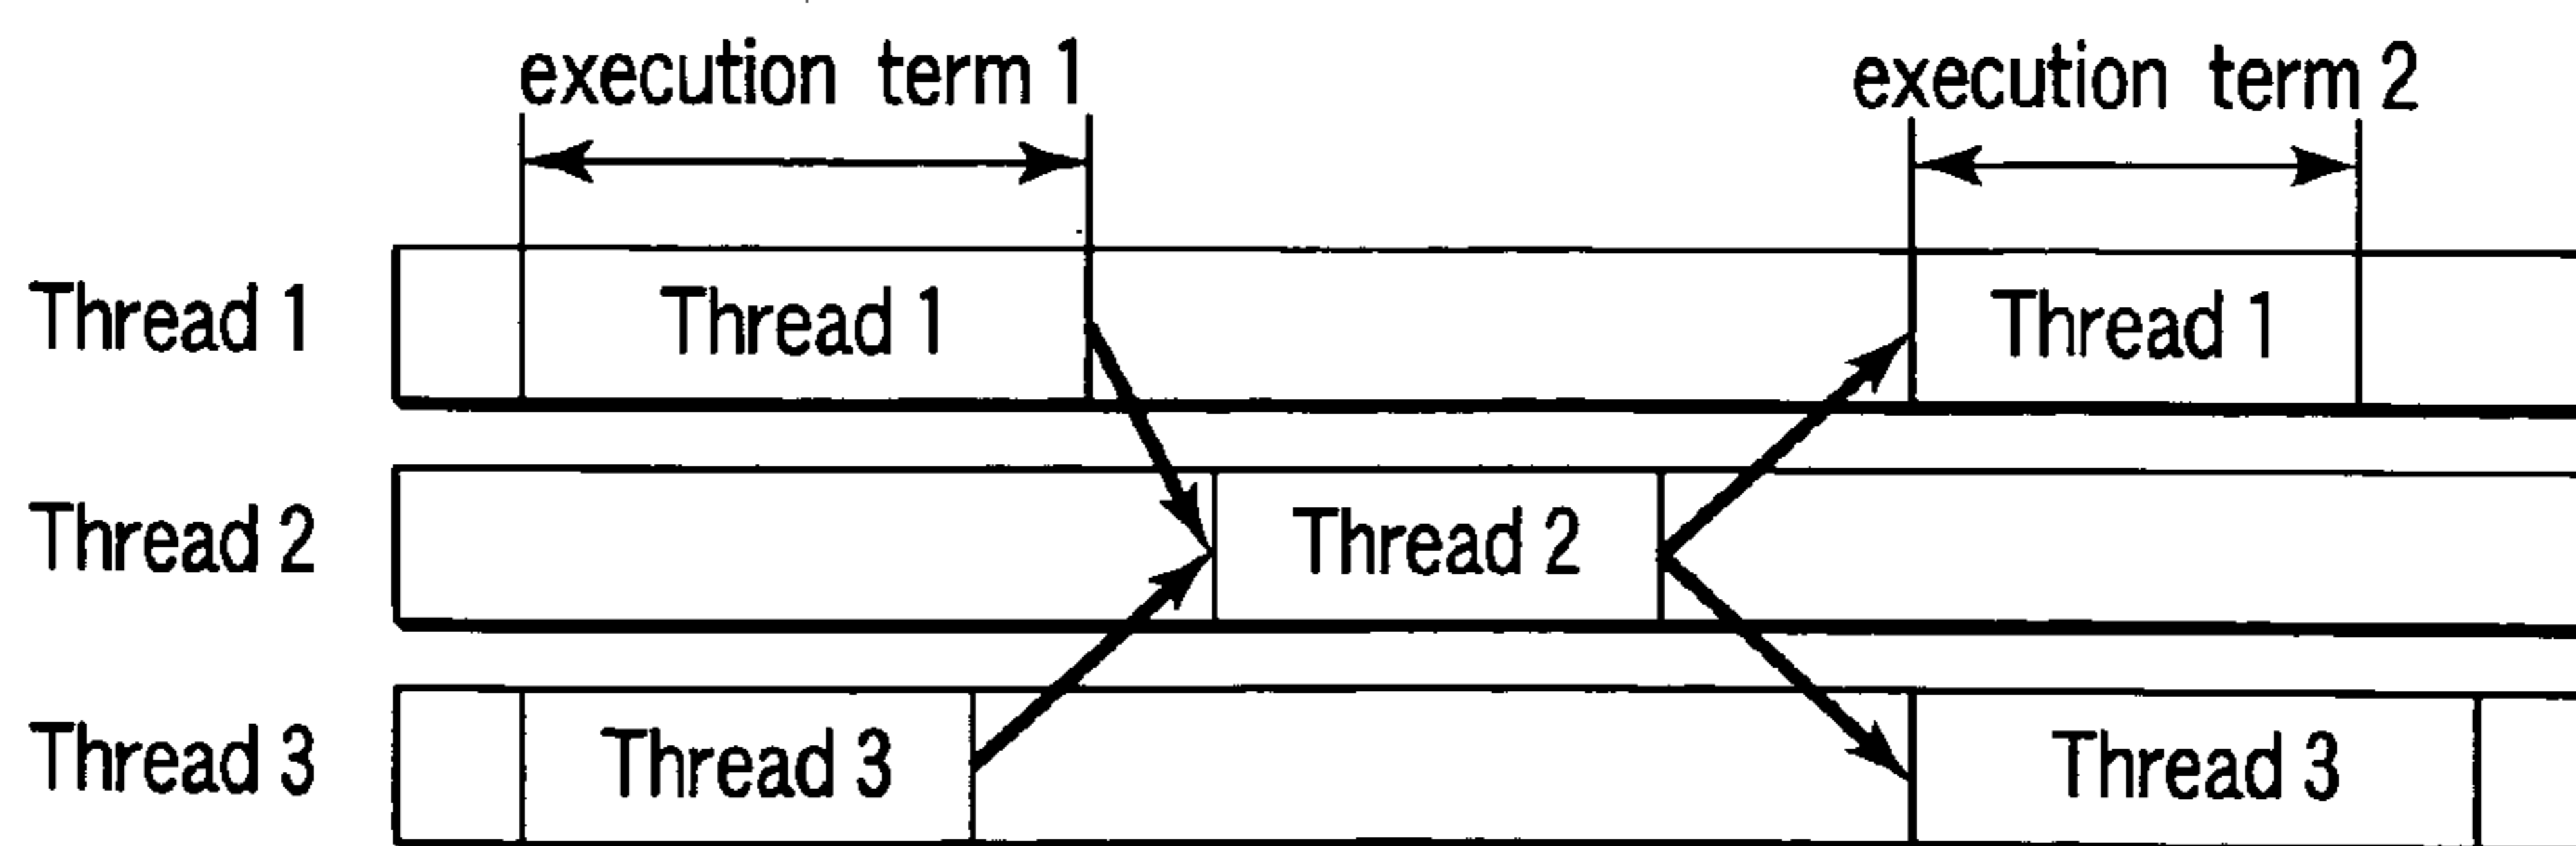 execution term 1 execution term 2
Thread 1 Thread 1 Thread 1
Thread 2 Thread 2
Thread 3 Thread 3 Thread 3